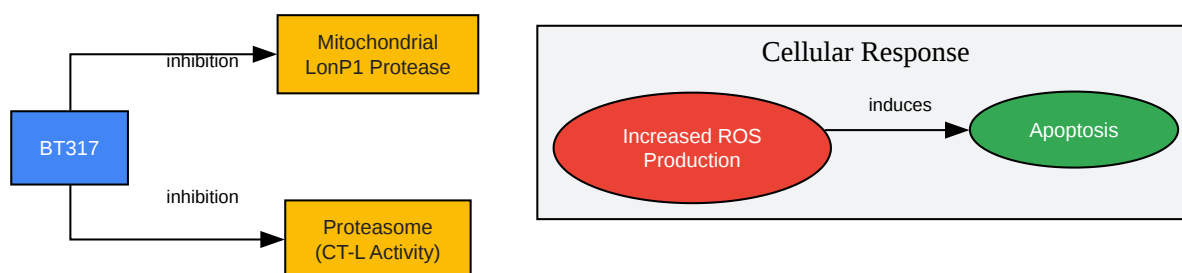 BT317
inhibition
Mitochondrial
LonP1 Protease
inhibition
Proteasome
(CT-L Activity)
Cellular Response
Increased ROS
Production
induces
Apoptosis